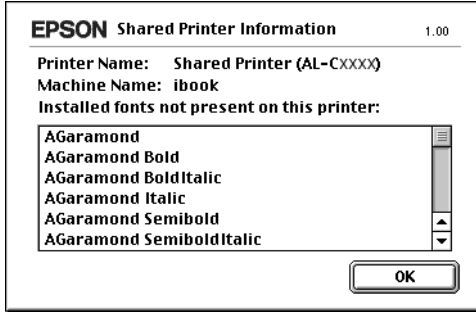 EPSON Shared Printer Information 1.00
Printer Name: Shared Printer (AL-CXXXX)
Machine Name: ibook
Installed fonts not present on this printer:
AGaramond
AGaramond Bold
AGaramond BoldItalic
AGaramond Italic
AGaramond Semibold
AGaramond SemiboldItalic
OK